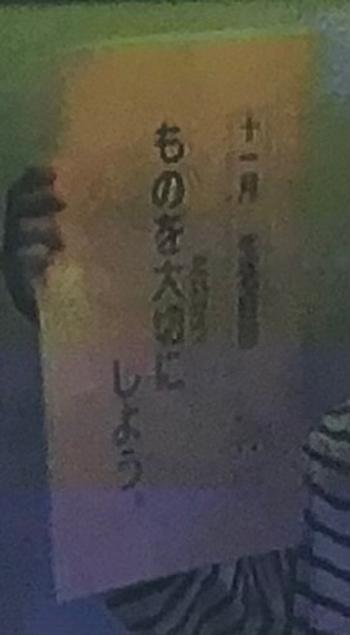 十一月
ものを大切に
しよう。